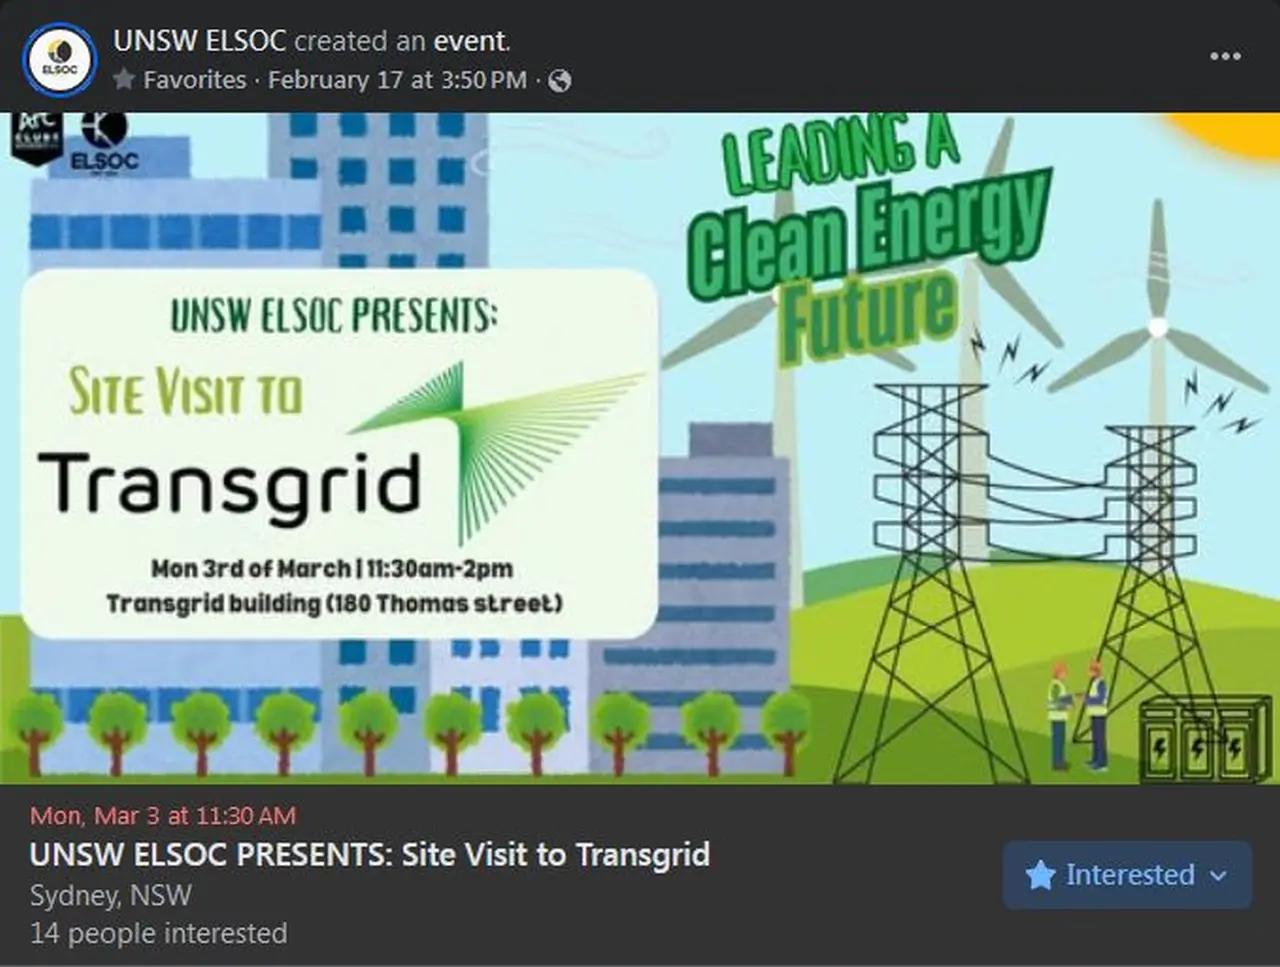 UNSW ELSOC created an event.
Favorites · February 17 at 3:50 PM ·
ELSOC
ARC
CLUBS
ELSOC
LEADING A
Clean Energy
Future
UNSW ELSOC PRESENTS:
SITE VISIT TO
Transgrid
Mon 3rd of March | 11:30am-2pm
Transgrid building (180 Thomas street)
Mon, Mar 3 at 11:30 AM
UNSW ELSOC PRESENTS: Site Visit to Transgrid
Sydney, NSW
14 people interested
Interested